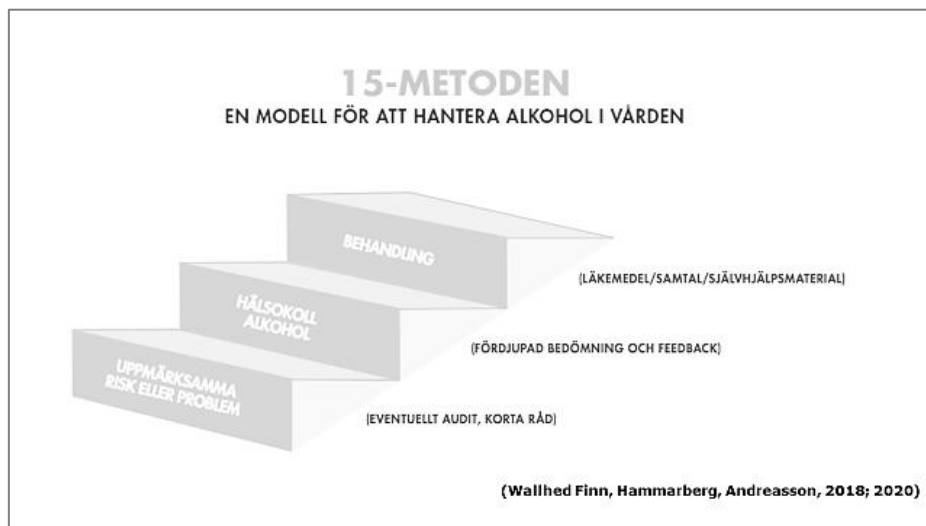 15-METODEN
EN MODELL FÖR ATT HANTERA ALKOHOL I VÅRDEN
BEHANDLING
(LÄKEMEDEL/SAMTAL/SJÄLVHJÄLPSMATERIAL)
HÄLSOKOLL
ALKOHOL
(FÖRDJUPAD BEDÖMNING OCH FEEDBACK)
UPPMÄRKSAMMA
RISK ELLER PROBLEM
(EVENTUELLT AUDIT, KORTA RÅD)
(Wallhed Finn, Hammarberg, Andreasson, 2018; 2020)